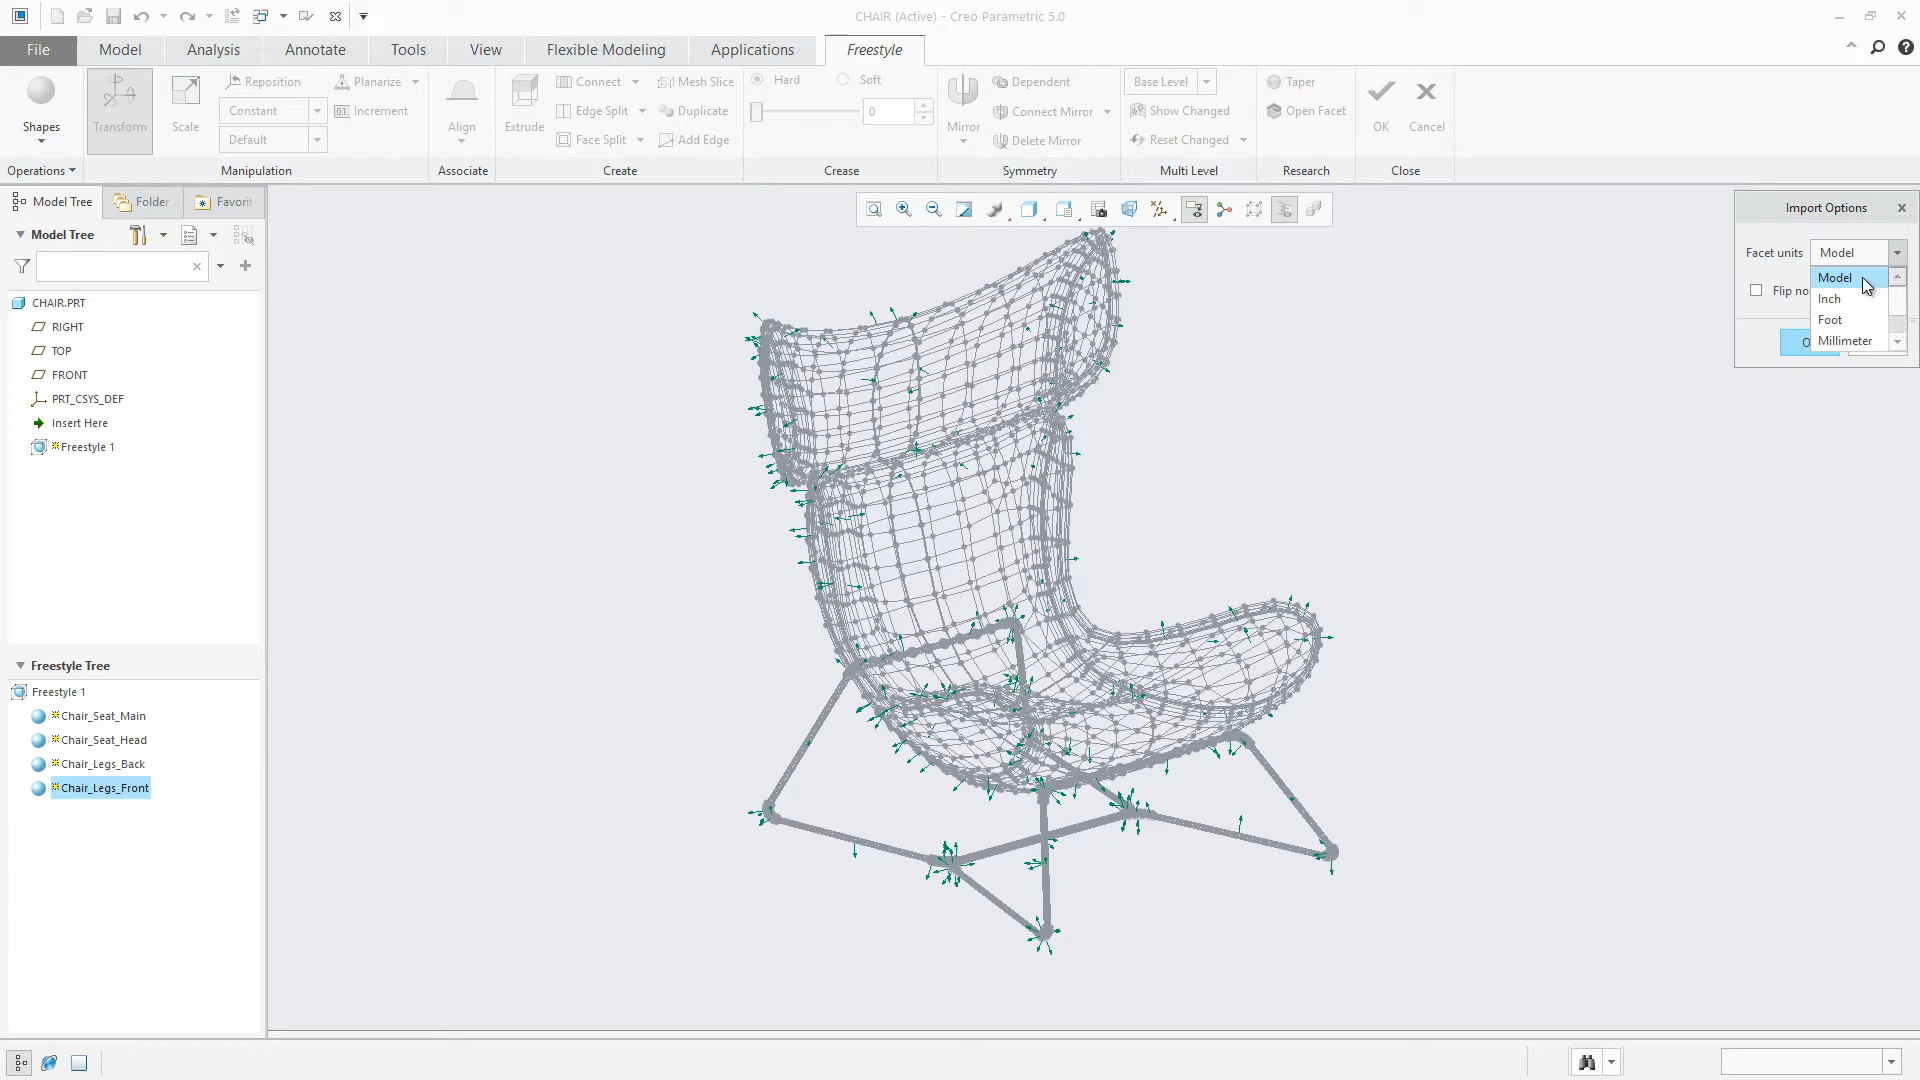 CHAIR (Active) - Creo Parametric 5.0
File Model Analysis Annotate Tools View Flexible Modeling Applications Freestyle
Reposition Planarize Connect Mesh Slice Hard Soft Dependent Base Level Taper
Constant Increment Edge Split Duplicate 0 Connect Mirror Show Changed Open Facet
Shapes Transform Scale Align Extrude Mirror OK Cancel
Default Face Split Add Edge Delete Mirror Reset Changed
Operations Manipulation Associate Create Crease Symmetry Multi Level Research Close
Model Tree Folder Favorit
Import Options
Model Tree
Facet units Model
Model
Flip no
Inch
Foot
Millimeter
O
CHAIR.PRT
RIGHT
TOP
FRONT
PRT_CSYS_DEF
Insert Here
Freestyle 1
Freestyle Tree
Freestyle 1
Chair_Seat_Main
Chair_Seat_Head
Chair_Legs_Back
Chair_Legs_Front